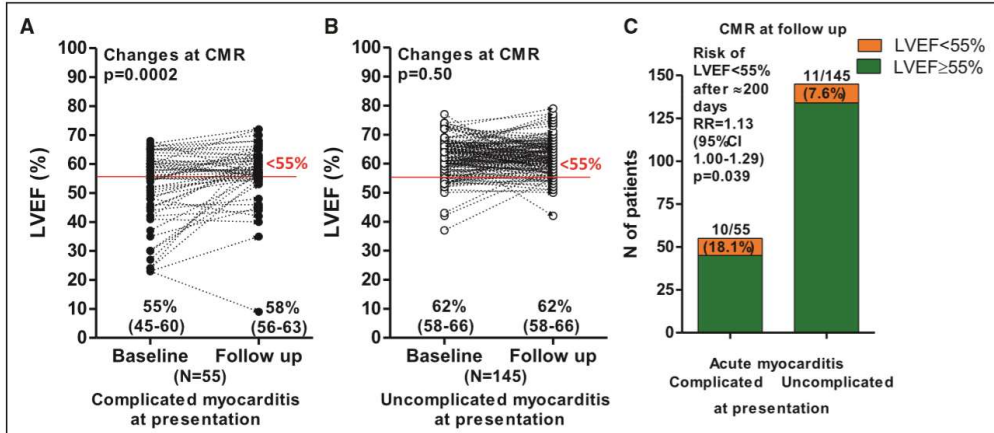 A
Changes at CMR
p=0.0002
LVEF (%)
100
90
80
70
60
50
40
30
20
10
0
<55%
55%
(45-60)
58%
(56-63)
Baseline Follow up
(N=55)
Complicated myocarditis
at presentation
B
Changes at CMR
p=0.50
LVEF (%)
100
90
80
70
60
50
40
30
20
10
0
<55%
62%
(58-66)
62%
(58-66)
Baseline Follow up
(N=145)
Uncomplicated myocarditis
at presentation
C
CMR at follow up
LVEF<55%
LVEF≥55%
Risk of
LVEF<55%
after ≈200
days
RR=1.13
(95%CI
1.00-1.29)
p=0.039
N of patients
150
125
100
75
50
25
0
10/55
(18.1%)
11/145
(7.6%)
Acute myocarditis
Complicated Uncomplicated
at presentation